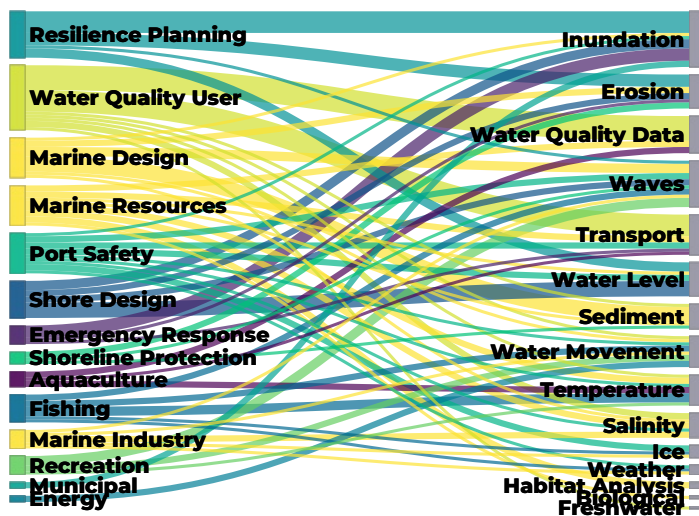 Resilience Planning
Water Quality User
Marine Design
Marine Resources
Port Safety
Shore Design
Emergency Response
Shoreline Protection
Aquaculture
Fishing
Marine Industry
Recreation
Municipal
Energy
Inundation
Erosion
Water Quality Data
Waves
Transport
Water Level
Sediment
Water Movement
Temperature
Salinity
Ice
Weather
Habitat Analysis
Biological
Freshwater